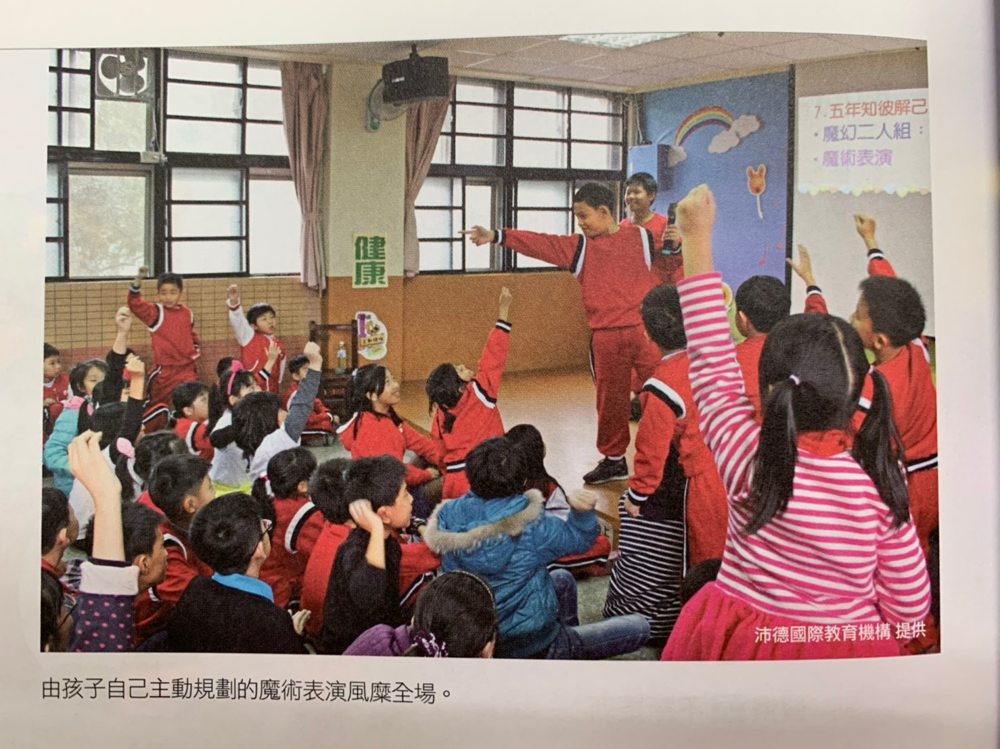 7.五年知彼解己
·魔幻二人組：
·魔術表演
健康
沛德國際教育機構 提供
由孩子自己主動規劃的魔術表演風糜全場。